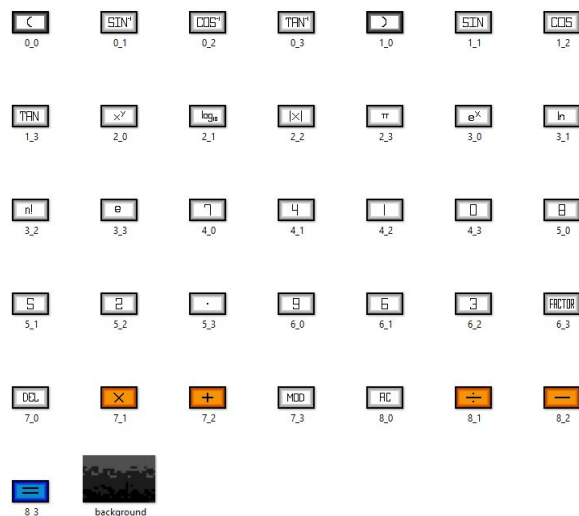 ( SIN⁻¹ COS⁻¹ TAN⁻¹ ) SIN COS
0_0 0_1 0_2 0_3 1_0 1_1 1_2
TAN xʸ log₁₀ |x| π eˣ ln
1_3 2_0 2_1 2_2 2_3 3_0 3_1
n! e 7 4 1 0 8
3_2 3_3 4_0 4_1 4_2 4_3 5_0
5 2 . 9 6 3 FACTOR
5_1 5_2 5_3 6_0 6_1 6_2 6_3
DEL × + MOD AC ÷ −
7_0 7_1 7_2 7_3 8_0 8_1 8_2
=
8_3 background